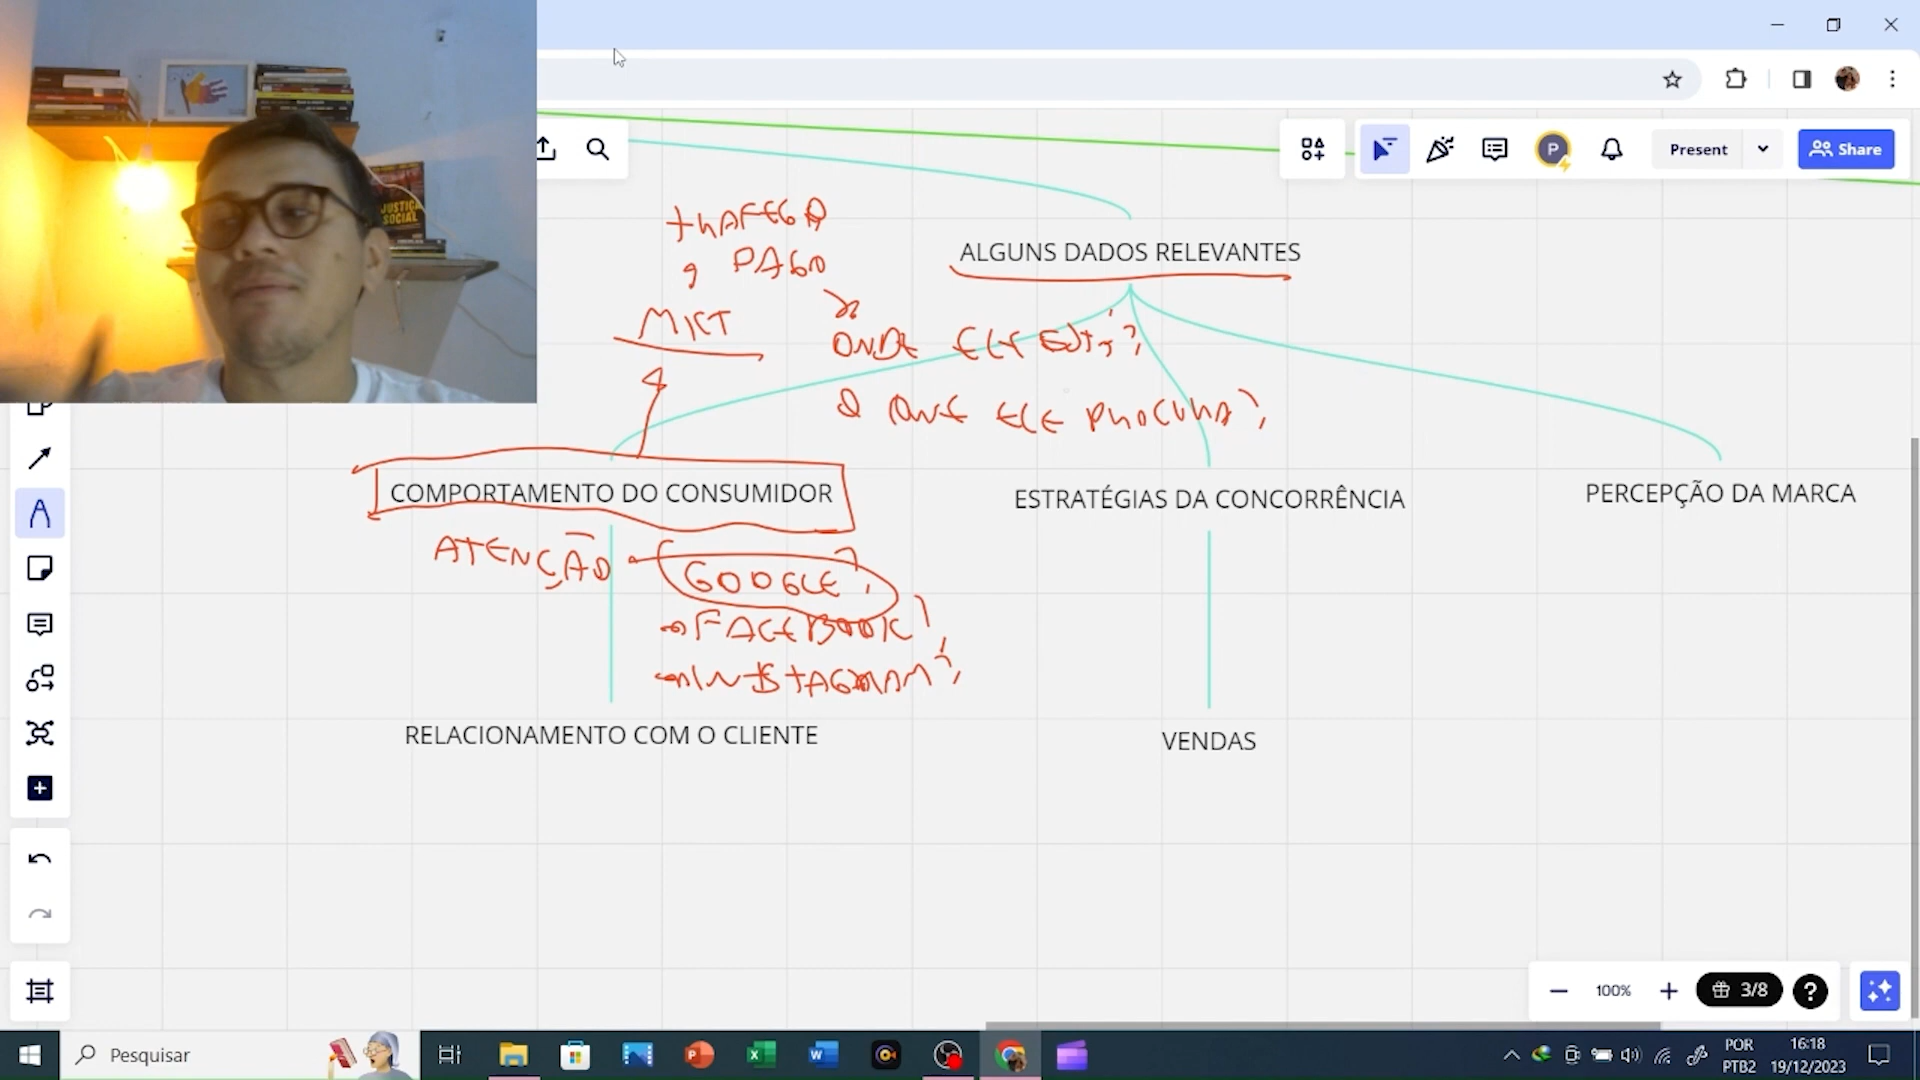 JUSTIÇA
SOCIAL
Present
Share
TRAFEGO
PAGO
MKT
ALGUNS DADOS RELEVANTES
ONDE ELE ESTÁ?
O QUE ELE PROCURA?
COMPORTAMENTO DO CONSUMIDOR
ESTRATÉGIAS DA CONCORRÊNCIA
PERCEPÇÃO DA MARCA
ATENÇÃO
GOOGLE?
FACEBOOK?
INSTAGRAM?
RELACIONAMENTO COM O CLIENTE
VENDAS
100%
3/8
Pesquisar
POR
PTB2
16:18
19/12/2023